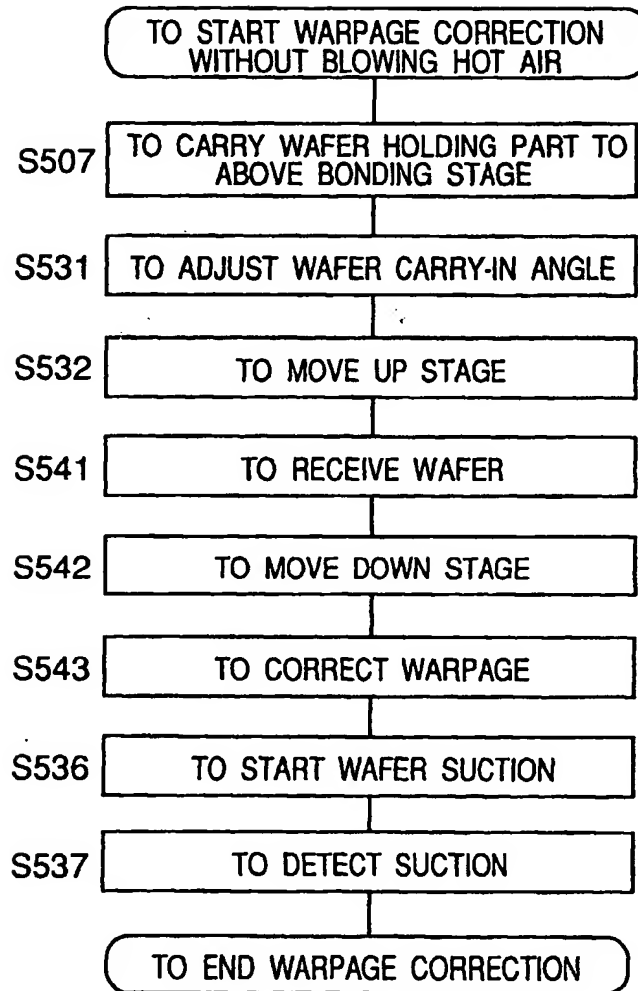 TO START WARPAGE CORRECTION
WITHOUT BLOWING HOT AIR
S507 TO CARRY WAFER HOLDING PART TO
ABOVE BONDING STAGE
S531 TO ADJUST WAFER CARRY-IN ANGLE
S532 TO MOVE UP STAGE
S541 TO RECEIVE WAFER
S542 TO MOVE DOWN STAGE
S543 TO CORRECT WARPAGE
S536 TO START WAFER SUCTION
S537 TO DETECT SUCTION
TO END WARPAGE CORRECTION